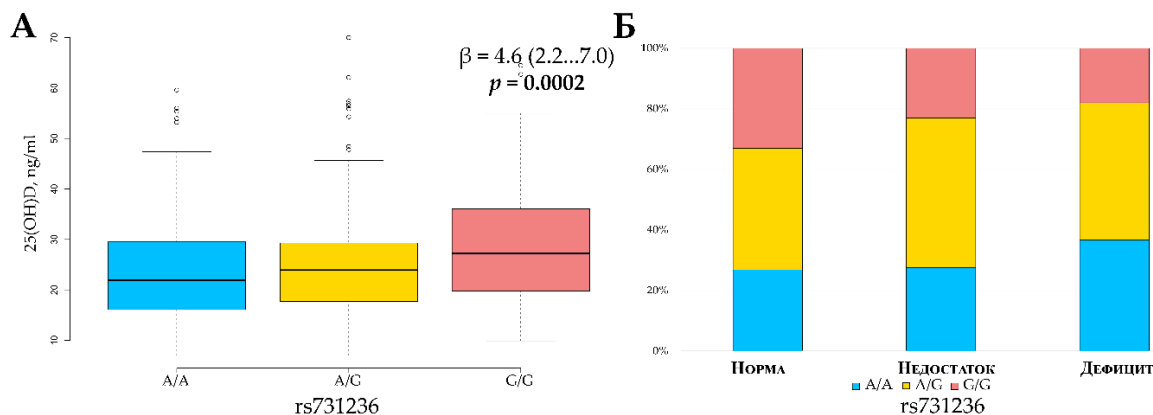 А
70
60
50
40
30
20
10
25(OH)D, ng/ml
β = 4.6 (2.2...7.0)
p = 0.0002
A/A
A/G
G/G
rs731236
Б
100%
80%
60%
40%
20%
0%
Норма
Недостаток
Дефицит
A/A A/G G/G
rs731236